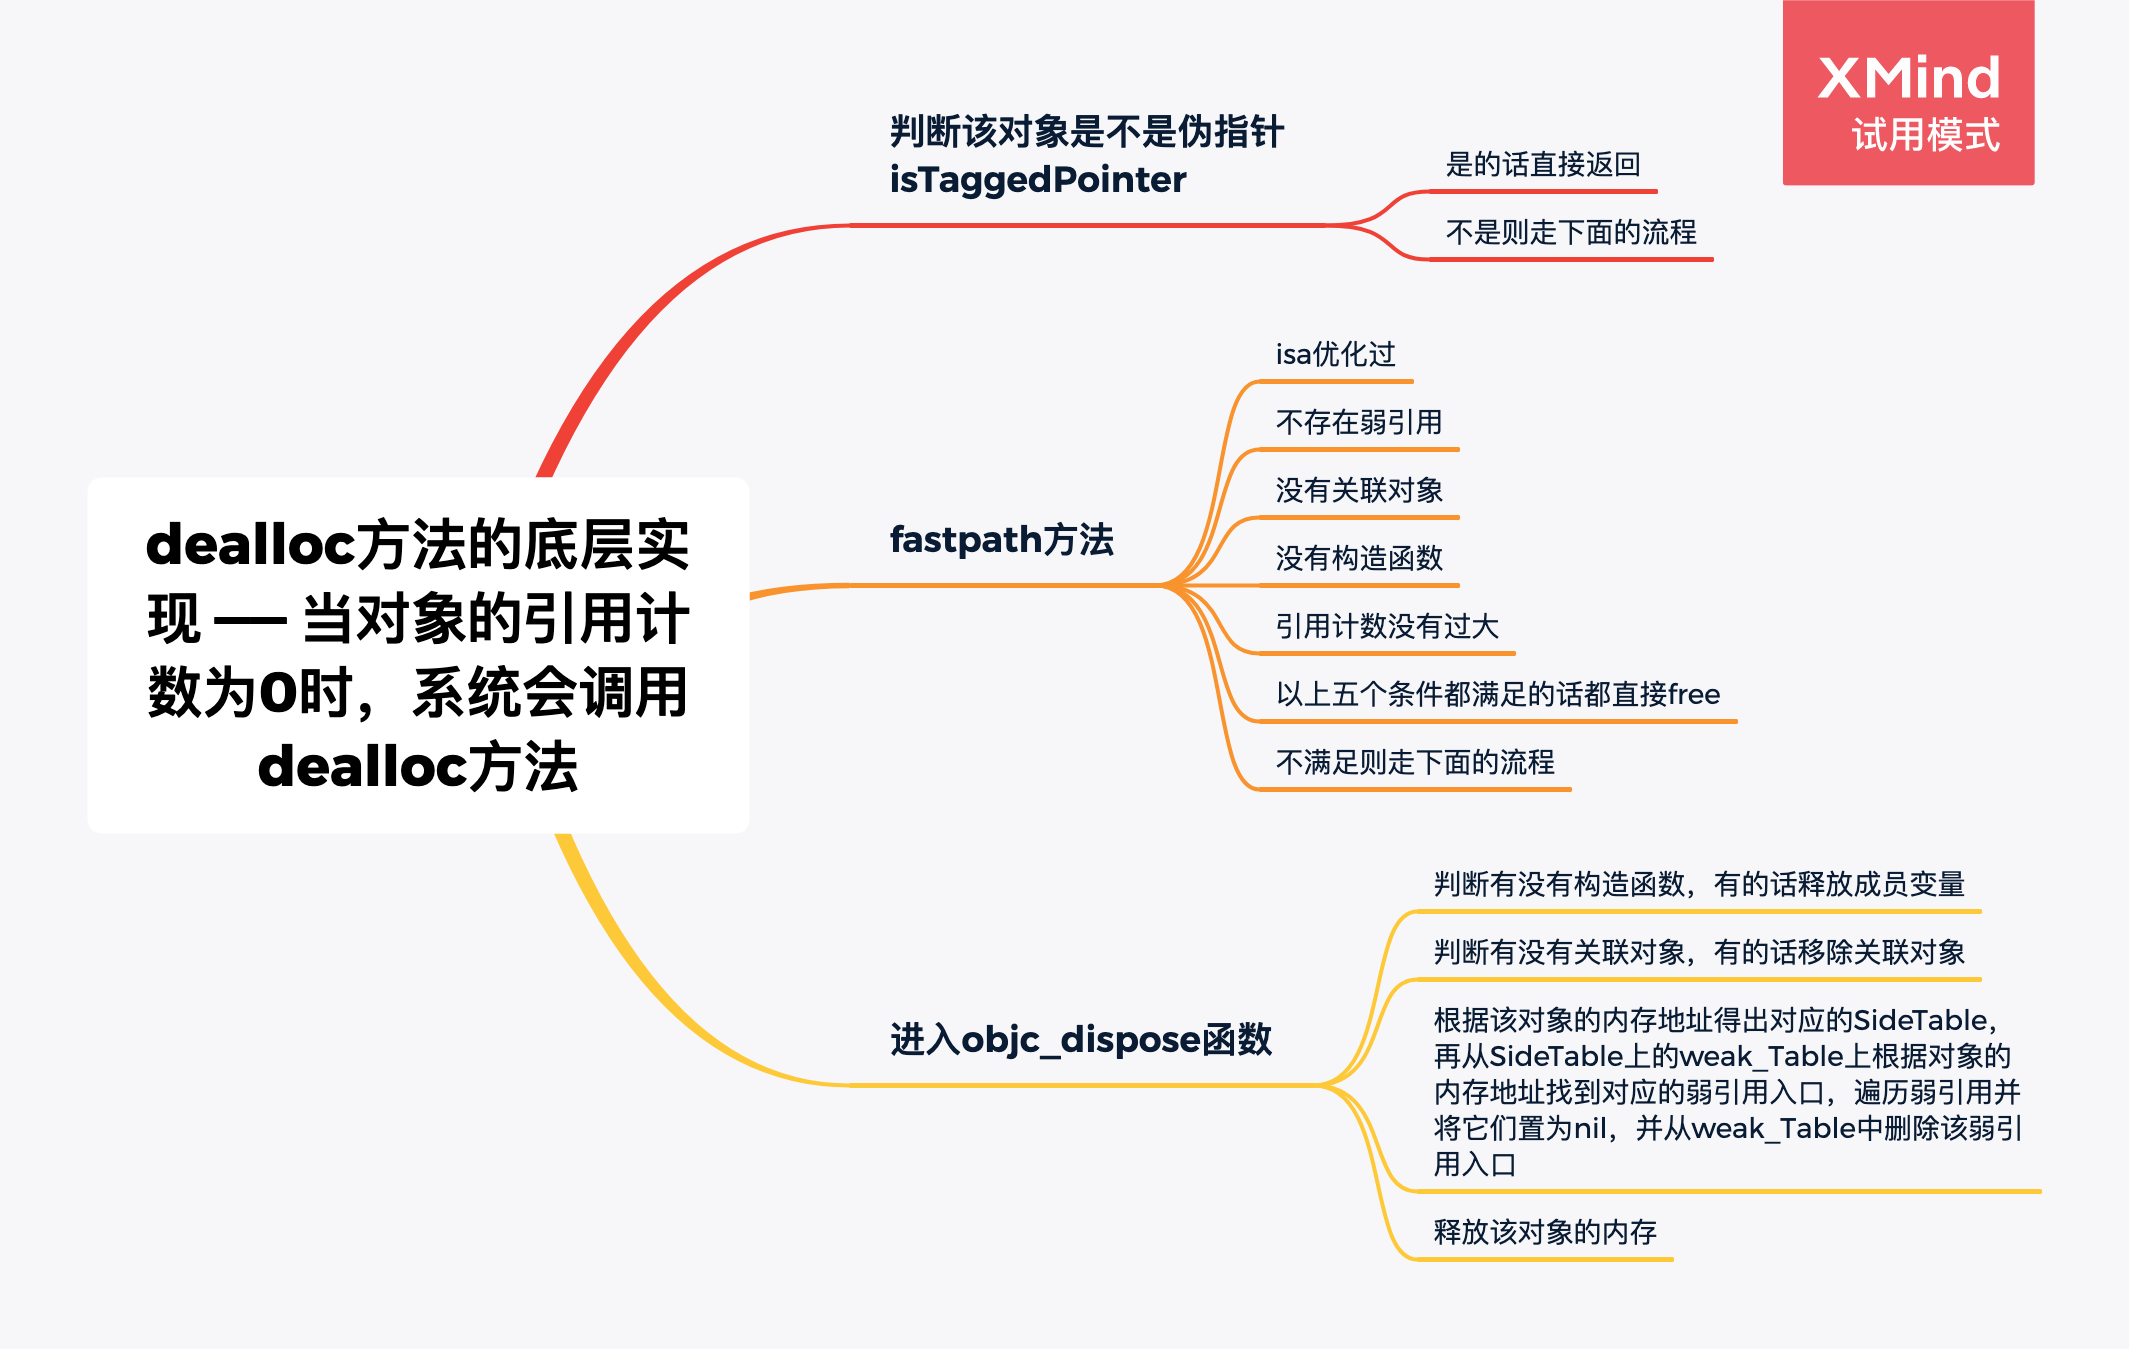 XMind
试用模式
dealloc方法的底层实
现 —— 当对象的引用计
数为0时，系统会调用
dealloc方法
判断该对象是不是伪指针
isTaggedPointer
是的话直接返回
不是则走下面的流程
fastpath方法
isa优化过
不存在弱引用
没有关联对象
没有构造函数
引用计数没有过大
以上五个条件都满足的话都直接free
不满足则走下面的流程
进入objc_dispose函数
判断有没有构造函数，有的话释放成员变量
判断有没有关联对象，有的话移除关联对象
根据该对象的内存地址得出对应的SideTable，
再从SideTable上的weak_Table上根据对象的
内存地址找到对应的弱引用入口，遍历弱引用并
将它们置为nil，并从weak_Table中删除该弱引
用入口
释放该对象的内存